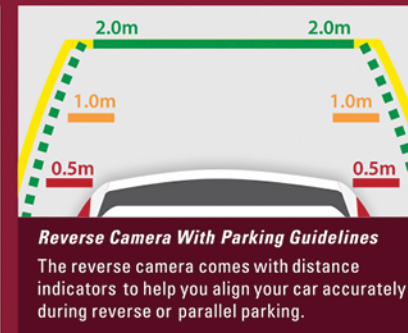 2.0m 2.0m
1.0m 1.0m
0.5m 0.5m
Reverse Camera With Parking Guidelines
The reverse camera comes with distance
indicators to help you align your car accurately
during reverse or parallel parking.